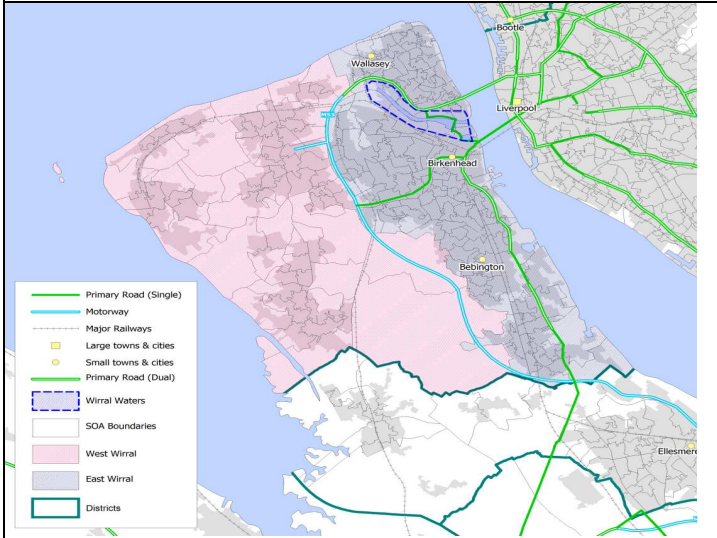 Bootle
Wallasey
Liverpool
Birkenhead
Bebington
Ellesmere
Primary Road (Single)
Motorway
Major Railways
Large towns & cities
Small towns & cities
Primary Road (Dual)
Wirral Waters
SOA Boundaries
West Wirral
East Wirral
Districts